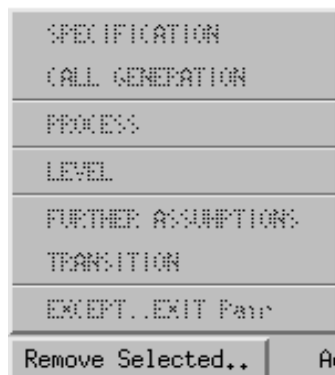 SPECIFICATION
CALL GENERATION
PROCESS
LEVEL
FURTHER ASSUMPTIONS
TRANSITION
EXCEPT..EXIT Pair
Remove Selected..